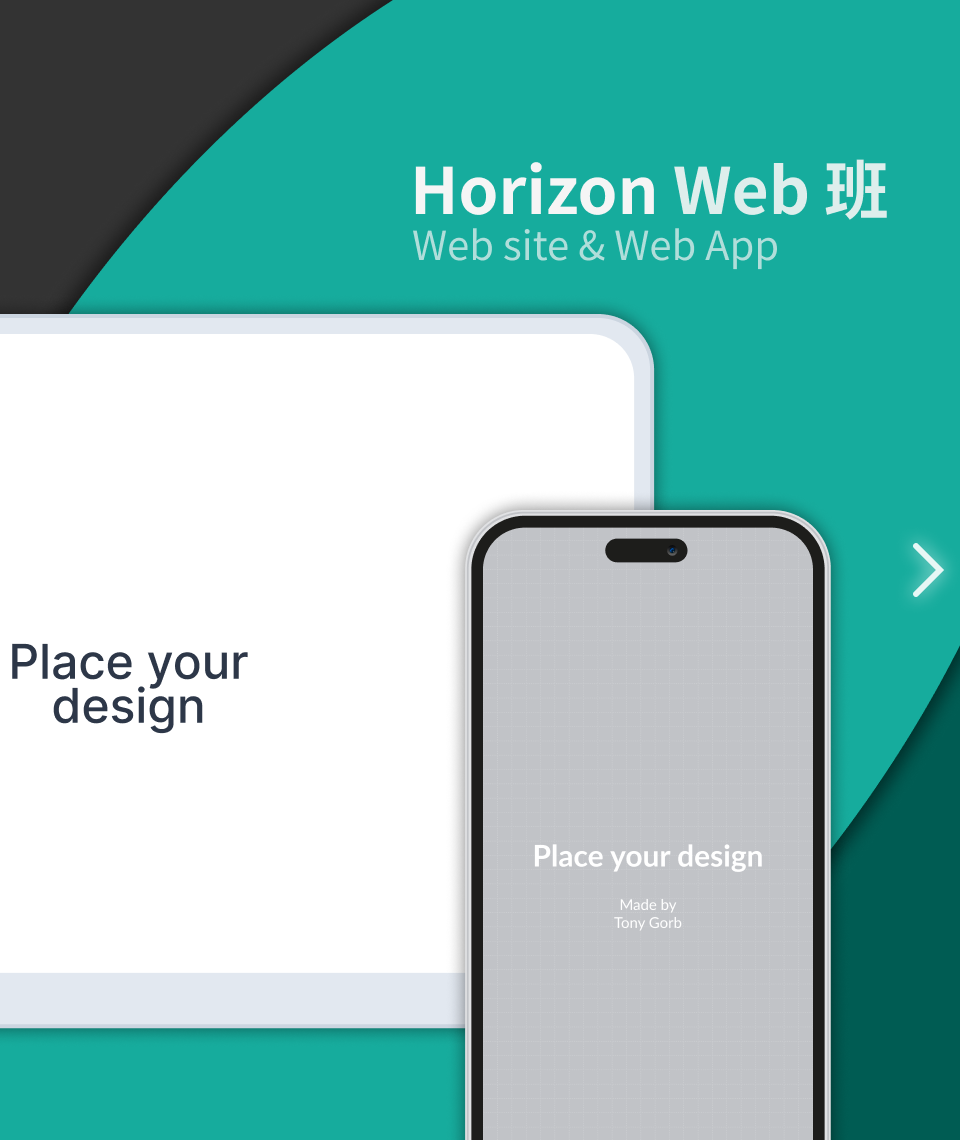 Horizon Web 班
Web site & Web App
Place your
design
Place your design
Made by
Tony Gorb